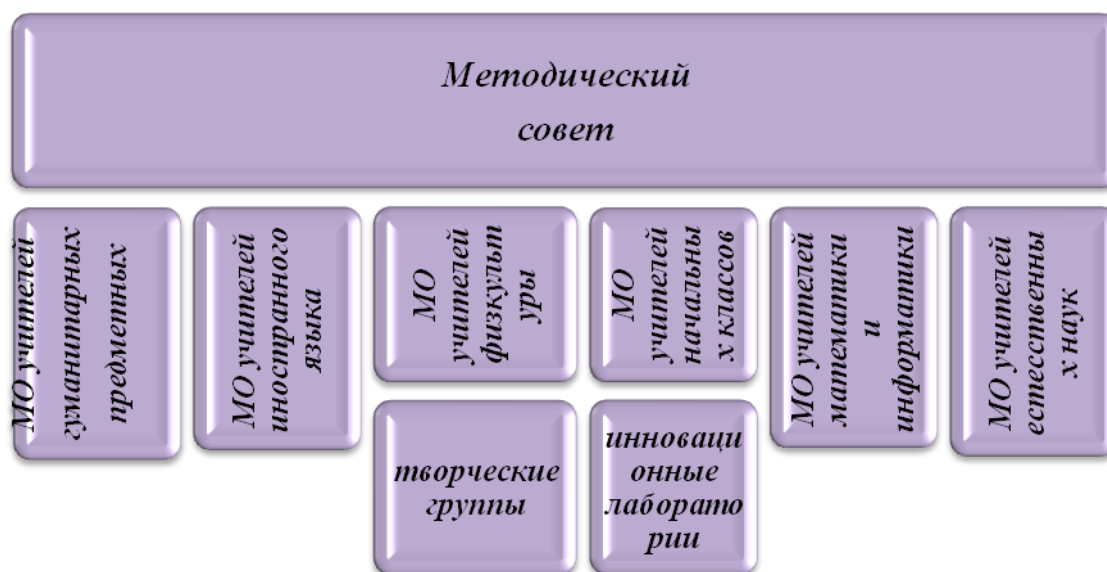 Методический
совет
МО учителей
гуманитарных
предметных
МО учителей
иностранного
языка
МО
учителей
физкульт
уры
МО
учителей
начальны
х классов
МО учителей
математики
и
информатики
МО учителей
естесственны
х наук
творческие
группы
инноваци
онные
лаборато
рии